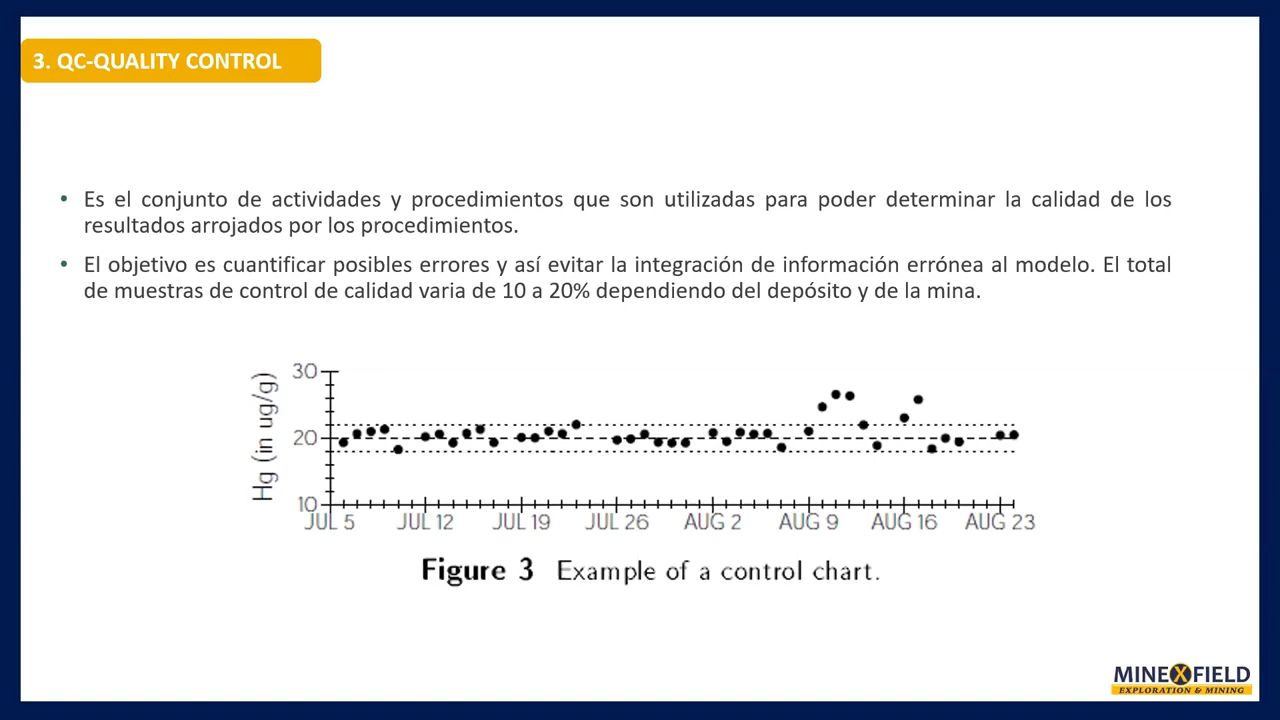 3. QC-QUALITY CONTROL
• Es el conjunto de actividades y procedimientos que son utilizadas para poder determinar la calidad de los
resultados arrojados por los procedimientos.
• El objetivo es cuantificar posibles errores y así evitar la integración de información errónea al modelo. El total
de muestras de control de calidad varia de 10 a 20% dependiendo del depósito y de la mina.
Hg (in ug/g)
30
20
10
JUL 5 JUL 12 JUL 19 JUL 26 AUG 2 AUG 9 AUG 16 AUG 23
Figure 3 Example of a control chart.
MINEXFIELD
EXPLORATION & MINING